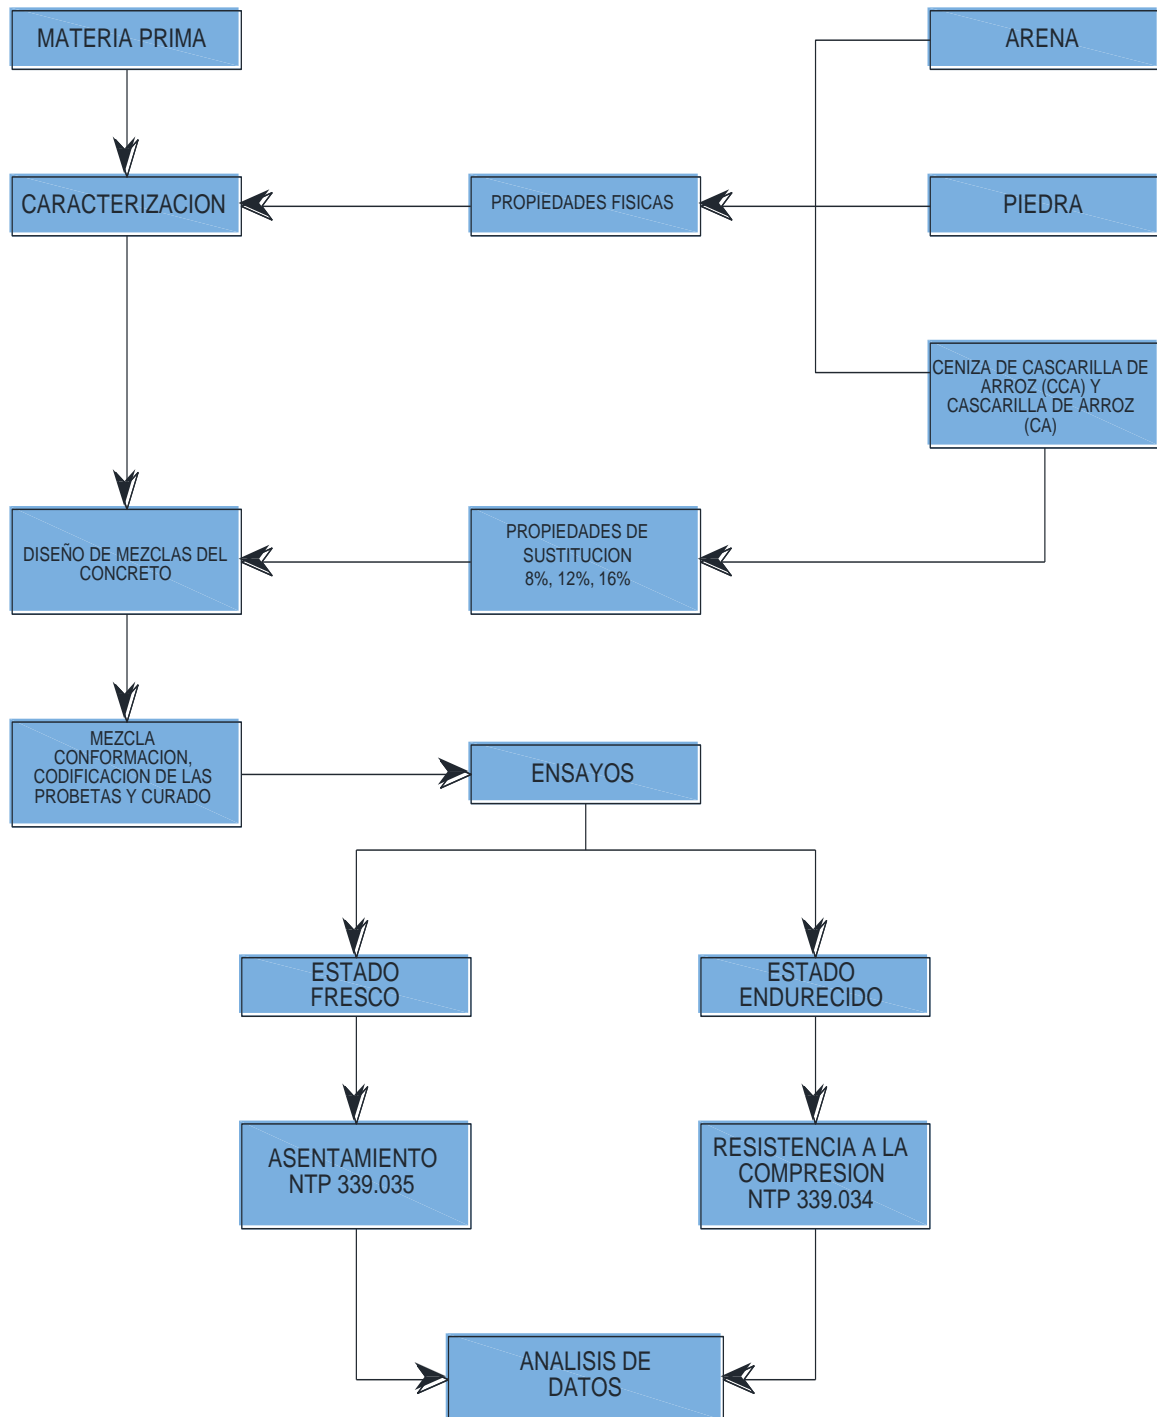 MATERIA PRIMA
ARENA
CARACTERIZACION
PROPIEDADES FISICAS
PIEDRA
CENIZA DE CASCARILLA DE
ARROZ (CCA) Y
CASCARILLA DE ARROZ
(CA)
DISEÑO DE MEZCLAS DEL
CONCRETO
PROPIEDADES DE
SUSTITUCION
8%, 12%, 16%
MEZCLA
CONFORMACION,
CODIFICACION DE LAS
PROBETAS Y CURADO
ENSAYOS
ESTADO
FRESCO
ESTADO
ENDURECIDO
ASENTAMIENTO
NTP 339.035
RESISTENCIA A LA
COMPRESION
NTP 339.034
ANALISIS DE
DATOS